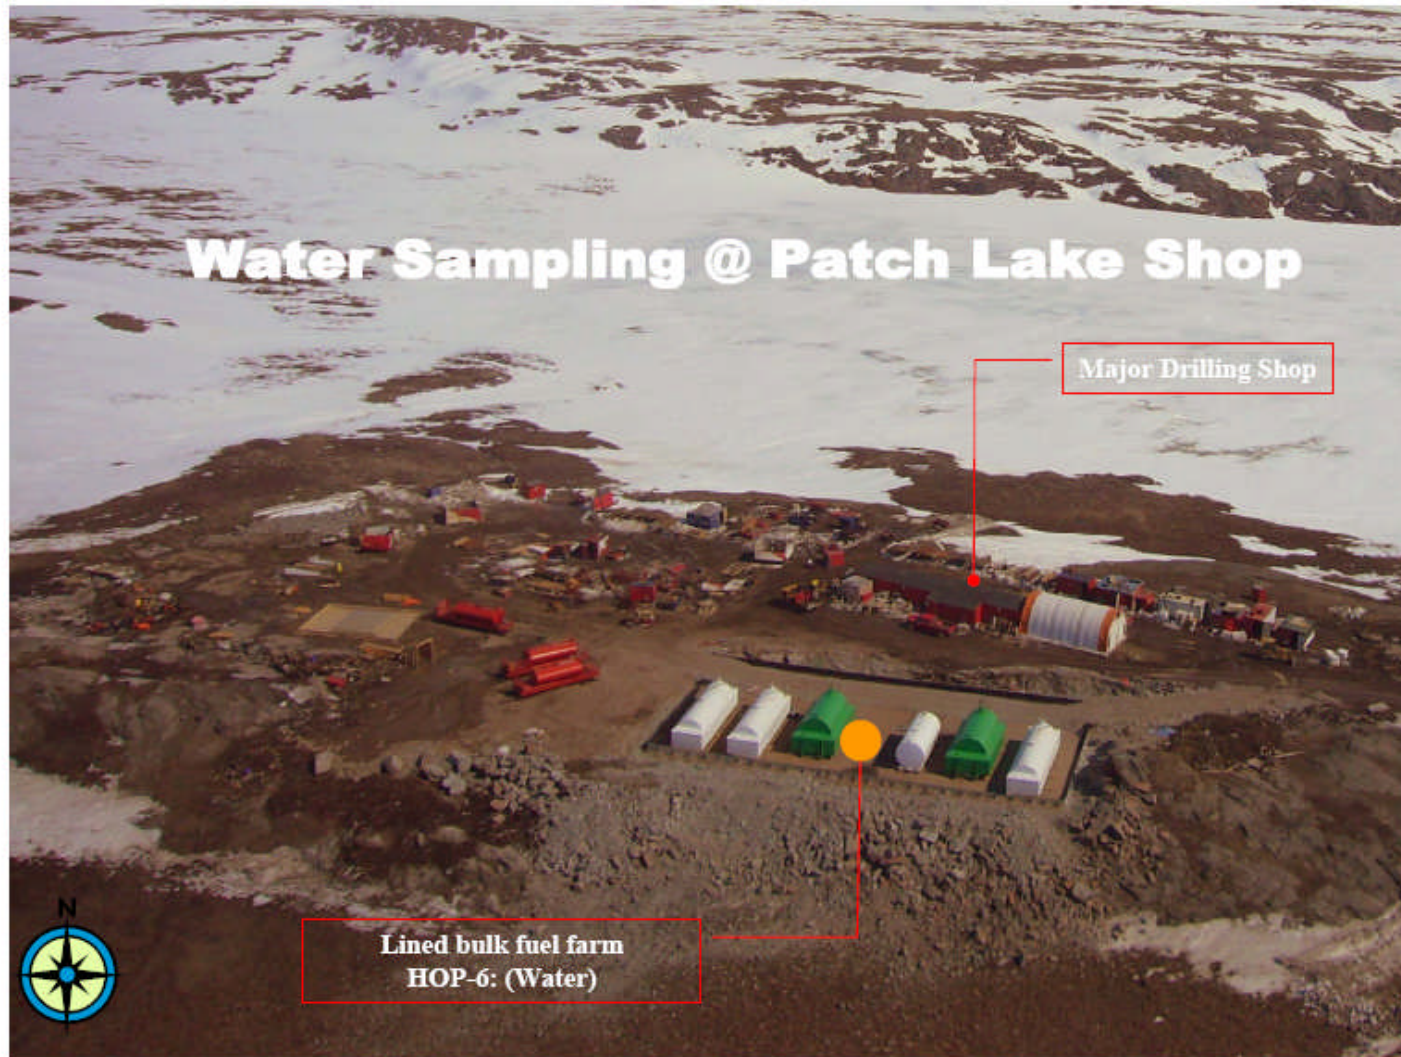 Water Sampling @ Patch Lake Shop
Major Drilling Shop
Lined bulk fuel farm
HOP-6: (Water)
N